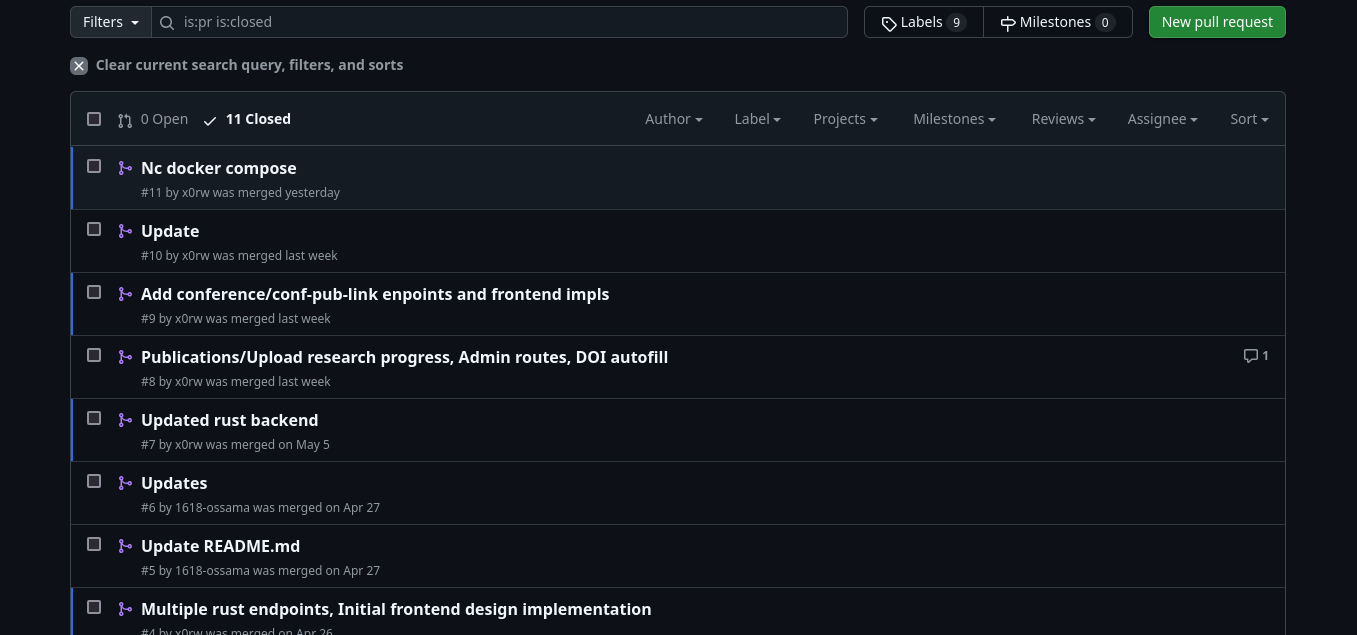 Filters is:pr is:closed Labels 9 Milestones 0 New pull request
Clear current search query, filters, and sorts
0 Open 11 Closed Author Label Projects Milestones Reviews Assignee Sort
Nc docker compose
#11 by x0rw was merged yesterday
Update
#10 by x0rw was merged last week
Add conference/conf-pub-link enpoints and frontend impls
#9 by x0rw was merged last week
Publications/Upload research progress, Admin routes, DOI autofill 1
#8 by x0rw was merged last week
Updated rust backend
#7 by x0rw was merged on May 5
Updates
#6 by 1618-ossama was merged on Apr 27
Update README.md
#5 by 1618-ossama was merged on Apr 27
Multiple rust endpoints, Initial frontend design implementation
#4 by x0rw was merged on Apr 26